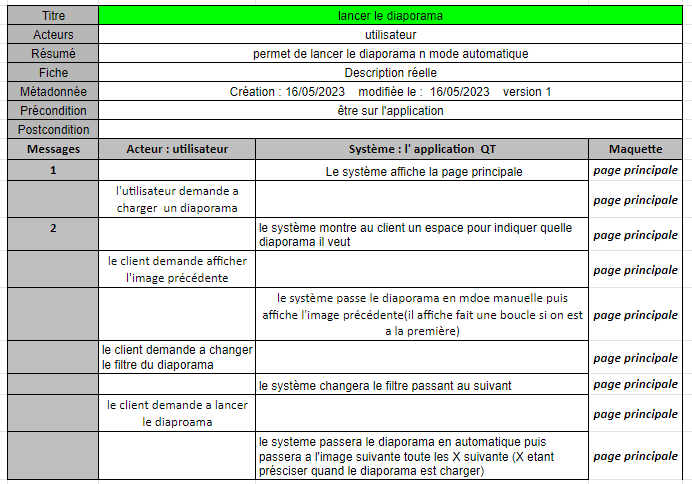 Titre lancer le diaporama
Acteurs utilisateur
Résumé permet de lancer le diaporama n mode automatique
Fiche Description réelle
Métadonnée Création : 16/05/2023 modifiée le : 16/05/2023 version 1
Précondition être sur l'application
Postcondition
Messages Acteur : utilisateur Système : l' application QT Maquette
1 Le système affiche la page principale page principale
l'utilisateur demande a
charger un diaporama
page principale
2 le système montre au client un espace pour indiquer quelle
diaporama il veut
page principale
le client demande afficher
l'image précédente
page principale
le système passe le diaporama en mdoe manuelle puis
affiche l'image précédente(il affiche fait une boucle si on est
a la première)
page principale
le client demande a changer
le filtre du diaporama
page principale
le système changera le filtre passant au suivant page principale
le client demande a lancer
le diaproama
page principale
le systeme passera le diaporama en automatique puis
passera a l'image suivante toute les X suivante (X etant
présciser quand le diaporama est charger)
page principale